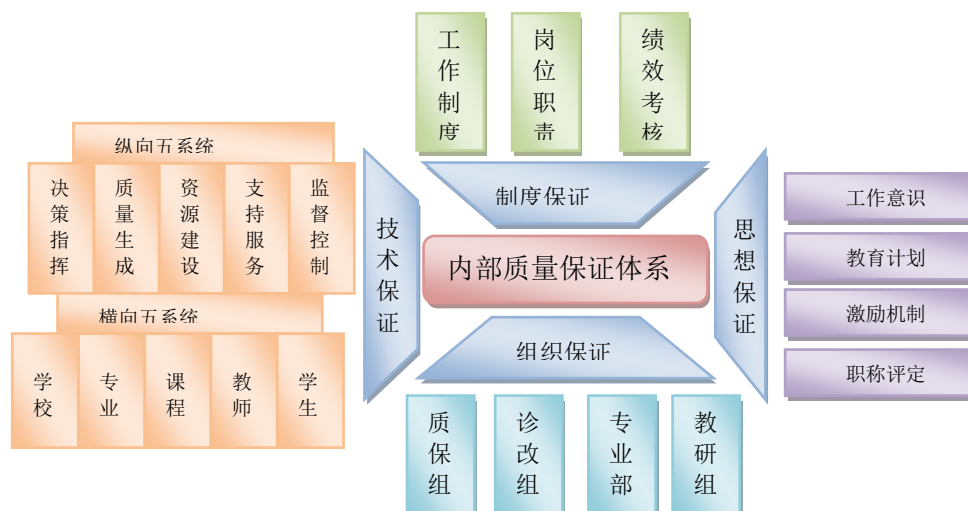 工作制度
岗位职责
绩效考核
纵向五系统
决策指挥
质量生成
资源建设
支持服务
监督控制
横向五系统
学校
专业
课程
教师
学生
技术保证
制度保证
内部质量保证体系
组织保证
思想保证
工作意识
教育计划
激励机制
职称评定
质保组
诊改组
专业部
教研组